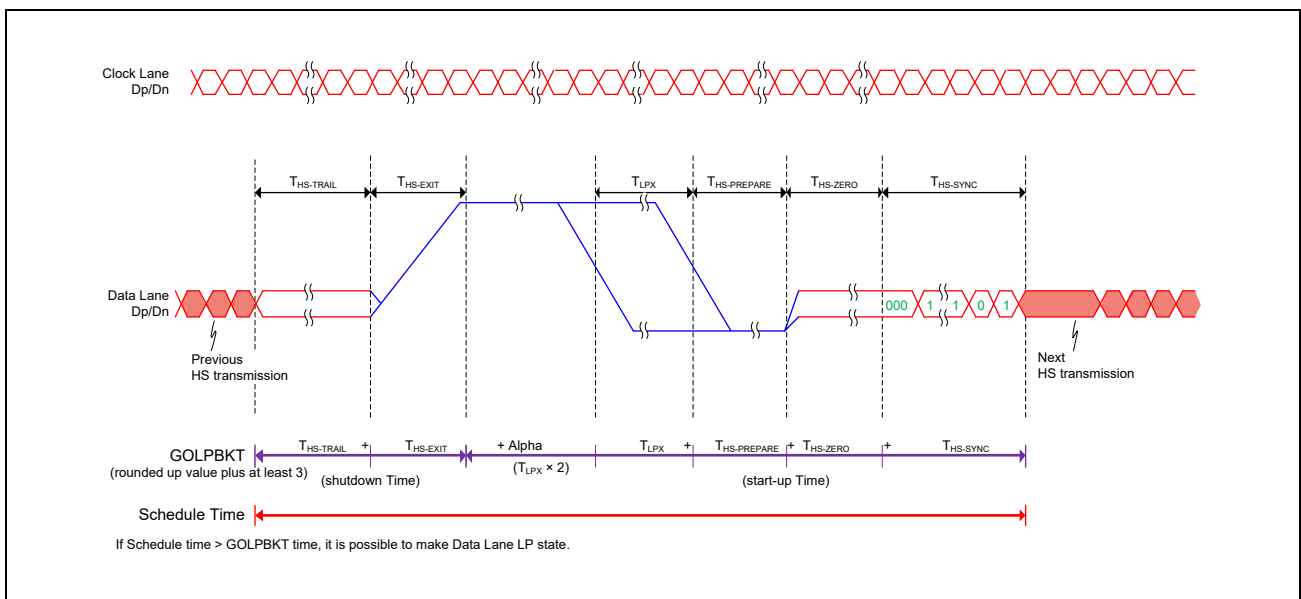 Clock Lane
Dp/Dn
THS-TRAIL THS-EXIT TLPX THS-PREPARE THS-ZERO THS-SYNC
Data Lane
Dp/Dn
000 1 1 0 1
Previous
HS transmission
Next
HS transmission
GOLPBKT THS-TRAIL + THS-EXIT + Alpha TLPX + THS-PREPARE + THS-ZERO + THS-SYNC
(rounded up value plus at least 3) (shutdown Time) (TLPX × 2) (start-up Time)
Schedule Time
If Schedule time > GOLPBKT time, it is possible to make Data Lane LP state.